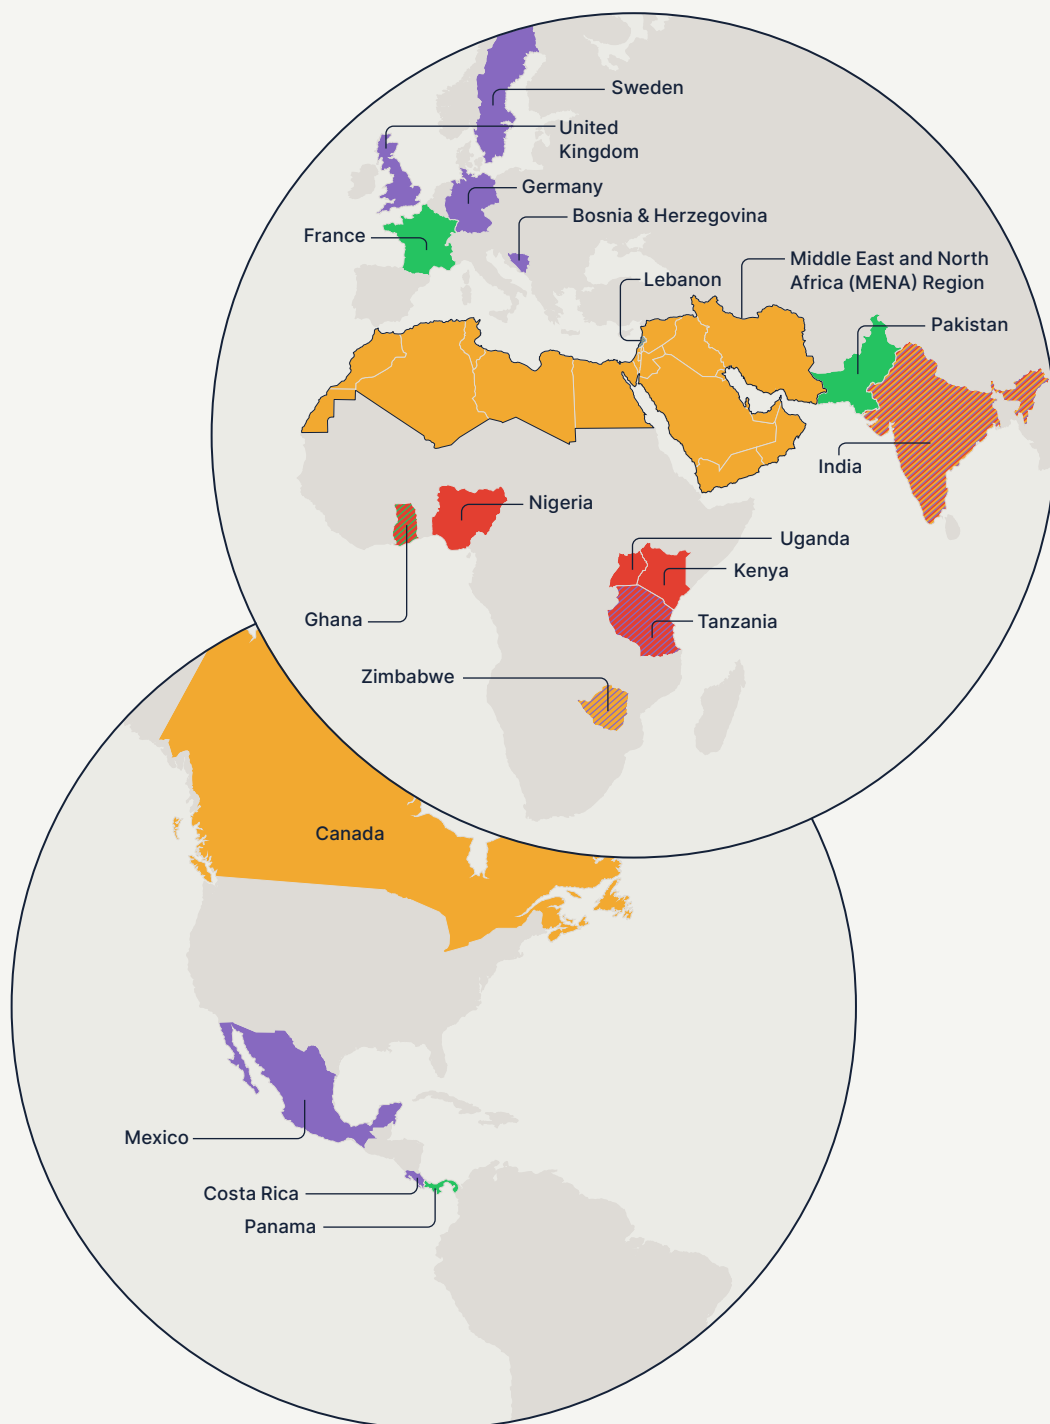 Sweden
United
Kingdom
Germany
Bosnia & Herzegovina
France
Middle East and North
Africa (MENA) Region
Lebanon
Pakistan
India
Nigeria
Uganda
Kenya
Ghana
Tanzania
Zimbabwe
Canada
Mexico
Costa Rica
Panama